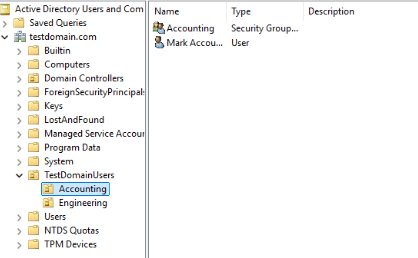 Active Directory Users and Com
Saved Queries
testdomain.com
Builtin
Computers
Domain Controllers
ForeignSecurityPrincipals
Keys
LostAndFound
Managed Service Accou
Program Data
System
TestDomainUsers
Accounting
Engineering
Users
NTDS Quotas
TPM Devices
Name Type Description
Accounting Security Group...
Mark Accou... User